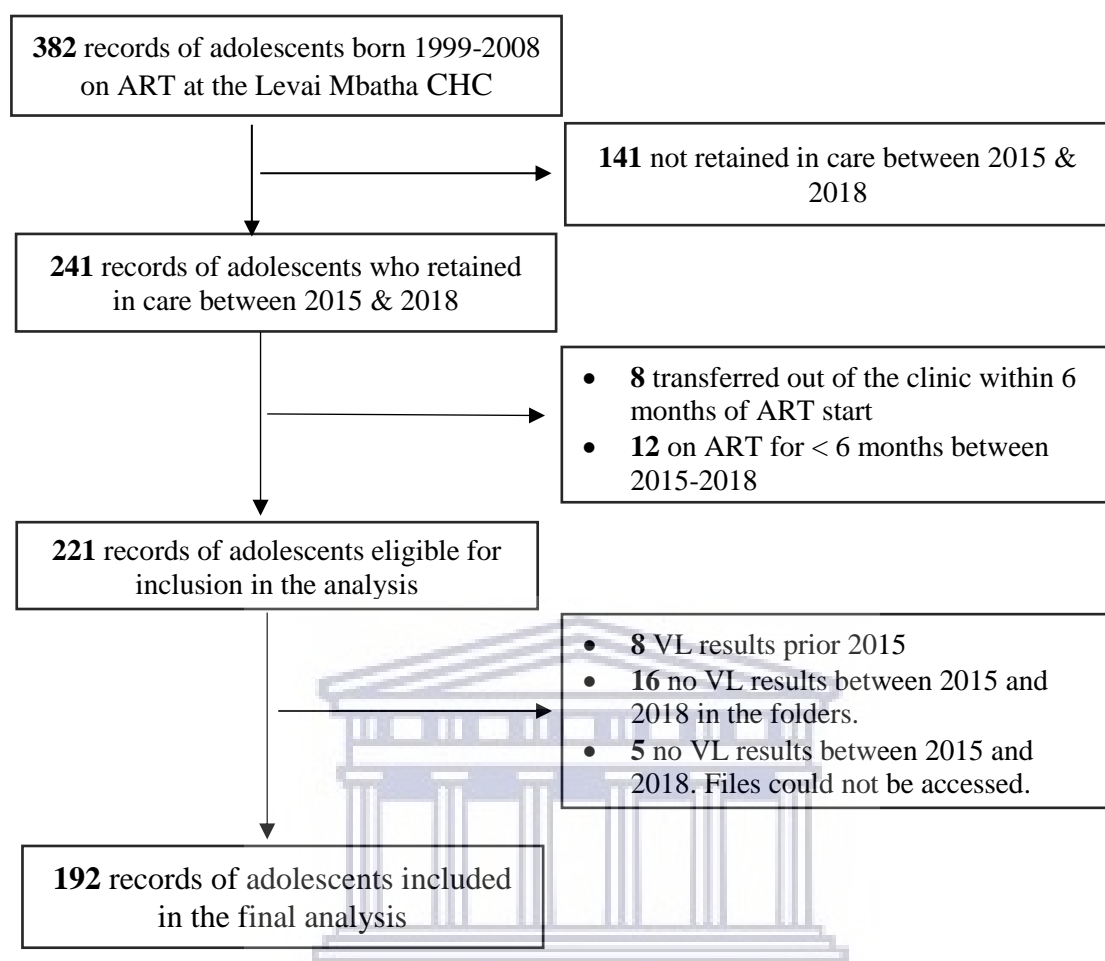 382 records of adolescents born 1999-2008
on ART at the Levai Mbatha CHC
141 not retained in care between 2015 &
2018
241 records of adolescents who retained
in care between 2015 & 2018
• 8 transferred out of the clinic within 6
months of ART start
• 12 on ART for < 6 months between
2015-2018
221 records of adolescents eligible for
inclusion in the analysis
• 8 VL results prior 2015
• 16 no VL results between 2015 and
2018 in the folders.
• 5 no VL results between 2015 and
2018. Files could not be accessed.
192 records of adolescents included
in the final analysis